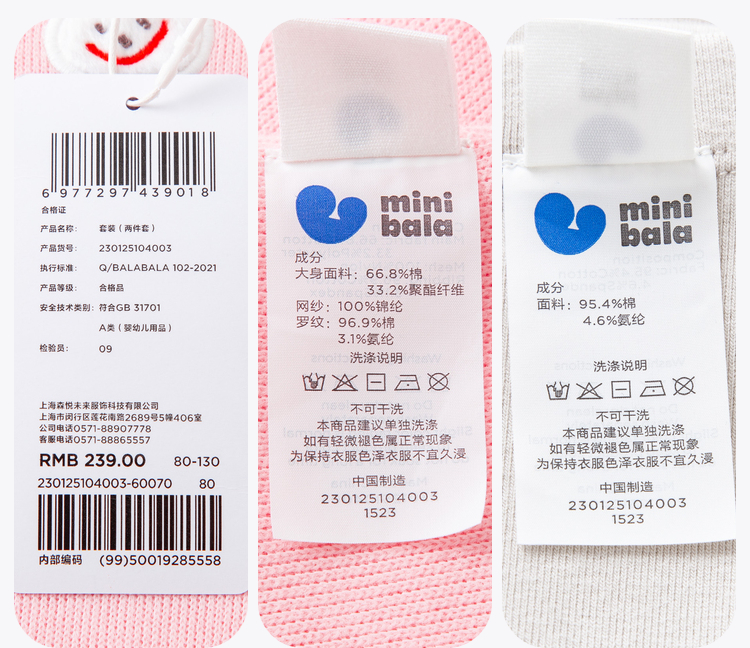 6 977297 439018
合格证
产品名称: 套装(两件套)
产品货号: 230125104003
执行标准: Q/BALABALA 102-2021
产品等级: 合格品
安全技术类别: 符合GB 31701
A类(婴幼儿用品)
检验员: 09
上海森悦未来服饰科技有限公司
上海市闵行区莲花南路2689号5幢406室
公司电话0571-88907778
客服电话0571-88865557
RMB 239.00 80-130
230125104003-60070 80
内部编码 (99)50019285558
mini
bala
成分
大身面料: 66.8%棉
33.2%聚酯纤维
网纱: 100%锦纶
罗纹: 96.9%棉
3.1%氨纶
洗涤说明
不可干洗
本商品建议单独洗涤
如有轻微褪色属正常现象
为保持衣服色泽衣服不宜久浸
中国制造
230125104003
1523
mini
bala
成分
面料: 95.4%棉
4.6%氨纶
洗涤说明
不可干洗
本商品建议单独洗涤
如有轻微褪色属正常现象
为保持衣服色泽衣服不宜久浸
中国制造
230125104003
1523